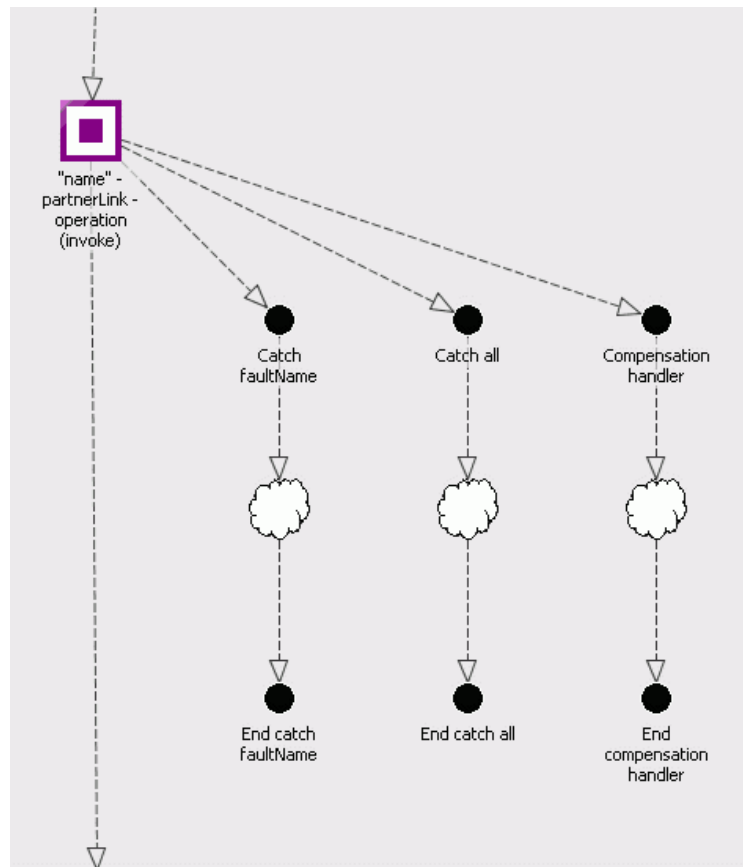 "name" -
partnerLink -
operation
(invoke)
Catch
faultName
Catch all
Compensation
handler
End catch
faultName
End catch all
End
compensation
handler